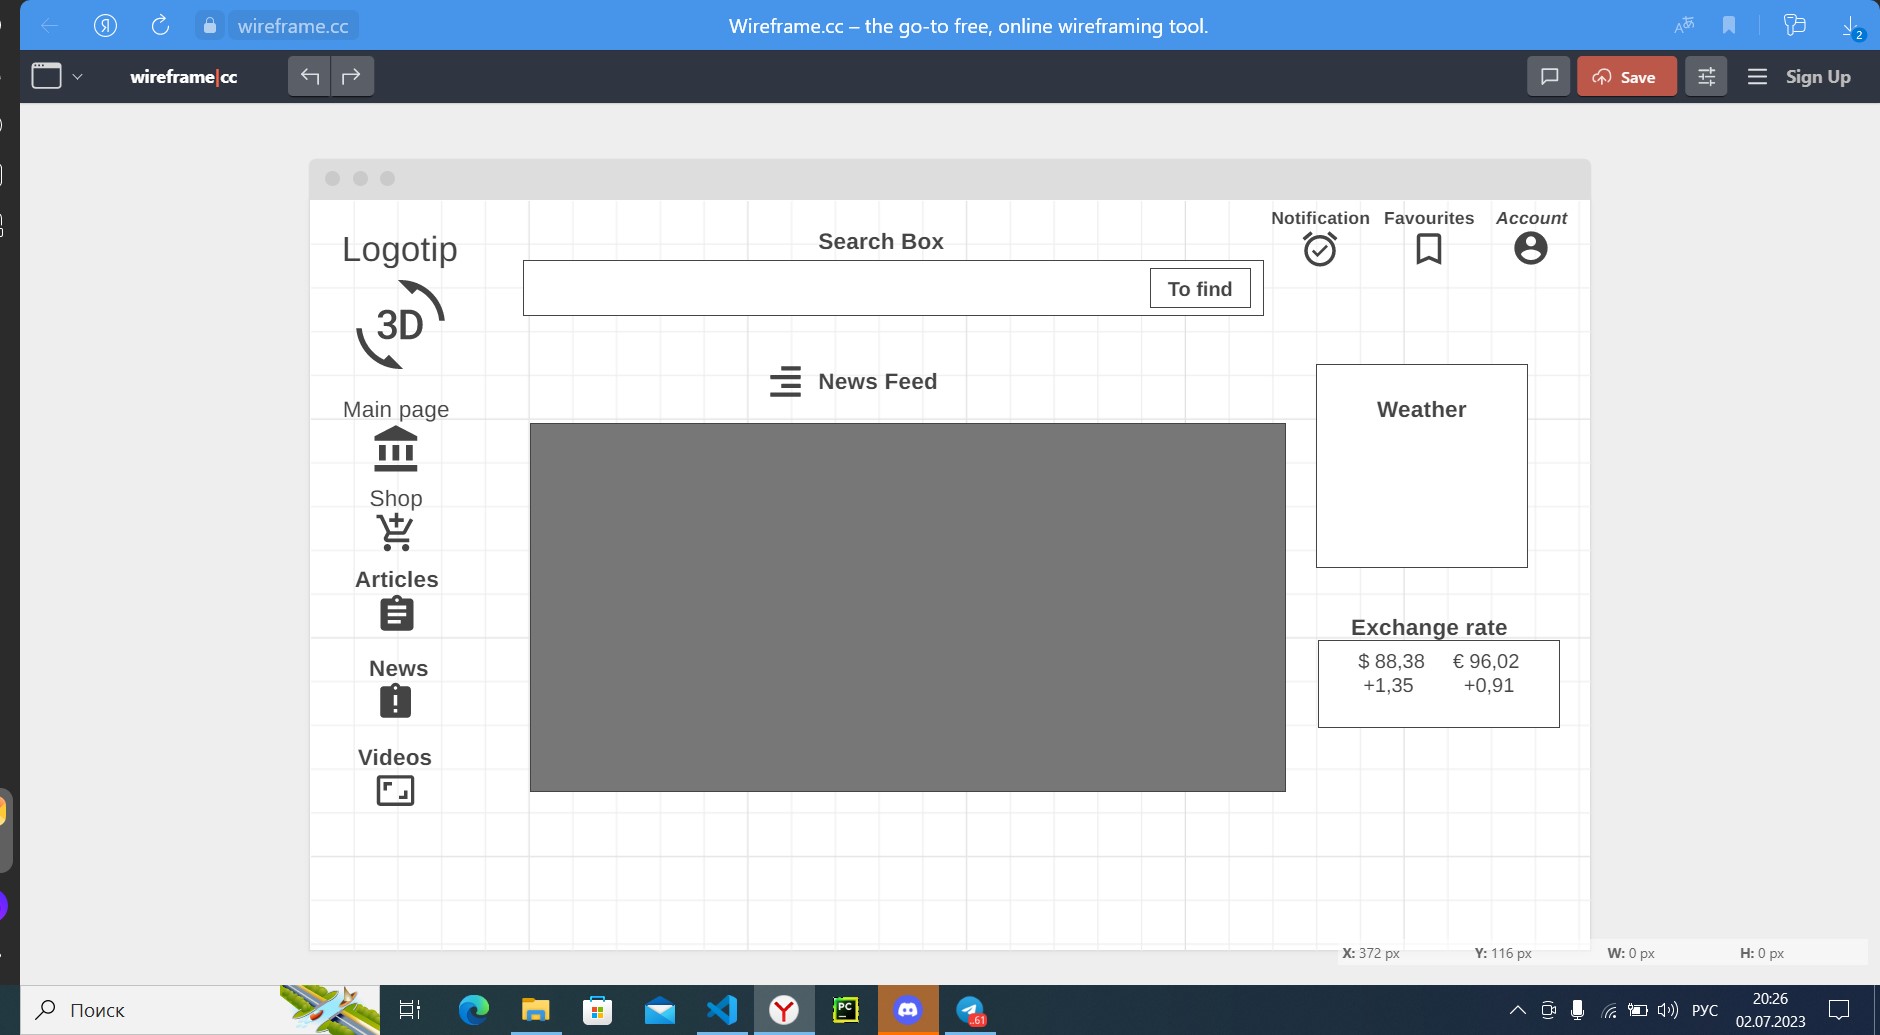 wireframe.cc
Wireframe.cc – the go-to free, online wireframing tool.
2
wireframe|cc
Save
Sign Up
Notification
Favourites
Account
Logotip
Search Box
To find
3D
News Feed
Main page
Weather
Shop
Articles
Exchange rate
$ 88,38
€ 96,02
+1,35
+0,91
News
Videos
X: 372 px
Y: 116 px
W: 0 px
H: 0 px
Поиск
PC
61
РУС
20:26
02.07.2023